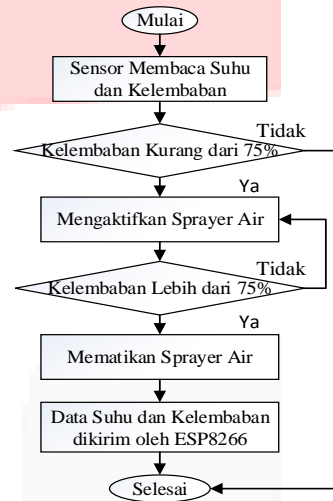 Mulai
Sensor Membaca Suhu
dan Kelembaban
Tidak
Kelembaban Kurang dari 75%
Ya
Mengaktifkan Sprayer Air
Tidak
Kelembaban Lebih dari 75%
Ya
Mematikan Sprayer Air
Data Suhu dan Kelembaban
dikirim oleh ESP8266
Selesai